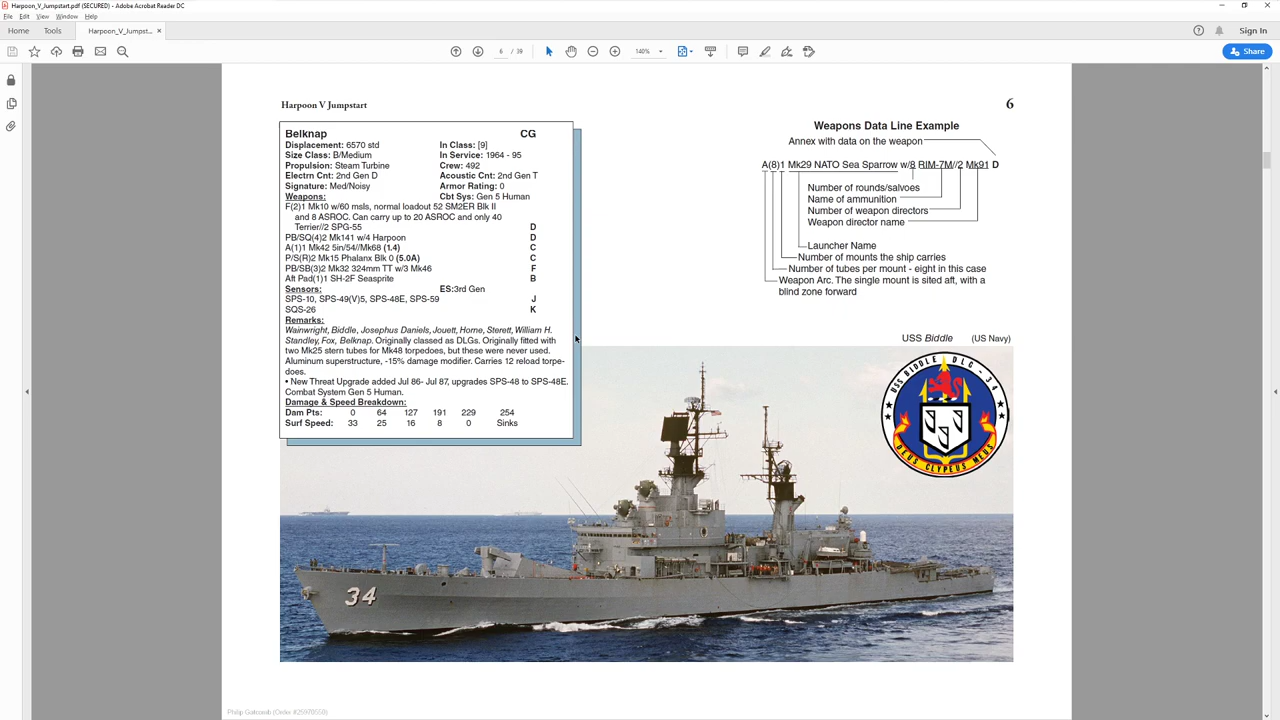 Harpoon_V_Jumpstart.pdf (SECURED) - Adobe Acrobat Reader DC
File Edit View Window Help
Home Tools Harpoon_V_Jumpst... × Sign In
6 / 39 140% Share
Harpoon V Jumpstart 6
Belknap CG
Displacement: 6570 std In Class: [9]
Size Class: B/Medium In Service: 1964 - 95
Propulsion: Steam Turbine Crew: 492
Electrn Cnt: 2nd Gen D Acoustic Cnt: 2nd Gen T
Signature: Med/Noisy Armor Rating: 0
Weapons: Cbt Sys: Gen 5 Human
F(2)1 Mk10 w/60 msls, normal loadout 52 SM2ER Blk II
and 8 ASROC. Can carry up to 20 ASROC and only 40
Terrier//2 SPG-55 D
PB/SQ(4)2 Mk141 w/4 Harpoon D
A(1)1 Mk42 5in/54//Mk68 (1.4) C
P/S(R)2 Mk15 Phalanx Blk 0 (5.0A) C
PB/SB(3)2 Mk32 324mm TT w/3 Mk46 F
Aft Pad(1)1 SH-2F Seasprite B
Sensors: ES:3rd Gen
SPS-10, SPS-49(V)5, SPS-48E, SPS-59 J
SQS-26 K
Remarks:
Wainwright, Biddle, Josephus Daniels, Jouett, Horne, Sterett, William H.
Standley, Fox, Belknap. Originally classed as DLGs. Originally fitted with
two Mk25 stern tubes for Mk48 torpedoes, but these were never used.
Aluminum superstructure, -15% damage modifier. Carries 12 reload torpe-
does.
• New Threat Upgrade added Jul 86- Jul 87, upgrades SPS-48 to SPS-48E.
Combat System Gen 5 Human.
Damage & Speed Breakdown:
Dam Pts: 0 64 127 191 229 254
Surf Speed: 33 25 16 8 0 Sinks
Weapons Data Line Example
Annex with data on the weapon
A(8)1 Mk29 NATO Sea Sparrow w/8 RIM-7M//2 Mk91 D
Number of rounds/salvoes
Name of ammunition
Number of weapon directors
Weapon director name
Launcher Name
Number of mounts the ship carries
Number of tubes per mount - eight in this case
Weapon Arc. The single mount is sited aft, with a
blind zone forward
USS Biddle (US Navy)
USS BIDDLE DLG - 34
DEUS CLYPEUS MEUS
34
Philip Gatcomb (Order #25976559)